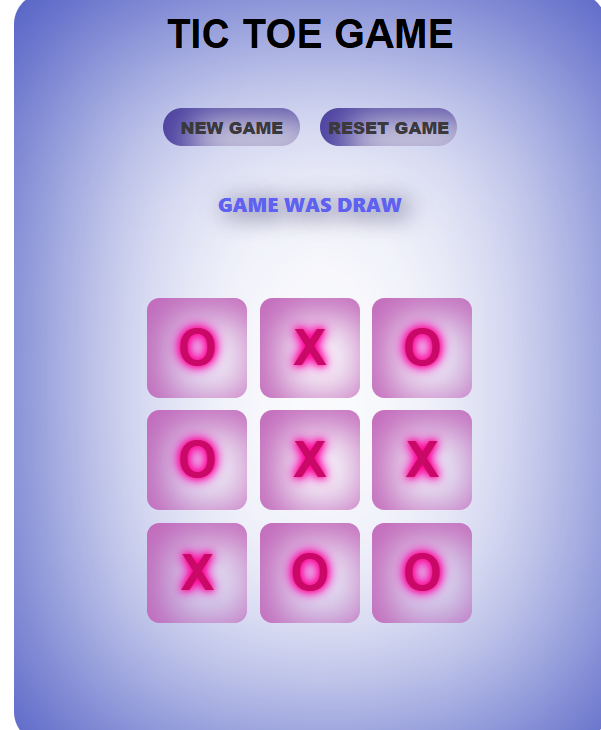 TIC TOE GAME
NEW GAME RESET GAME
GAME WAS DRAW
O X O
O X X
X O O